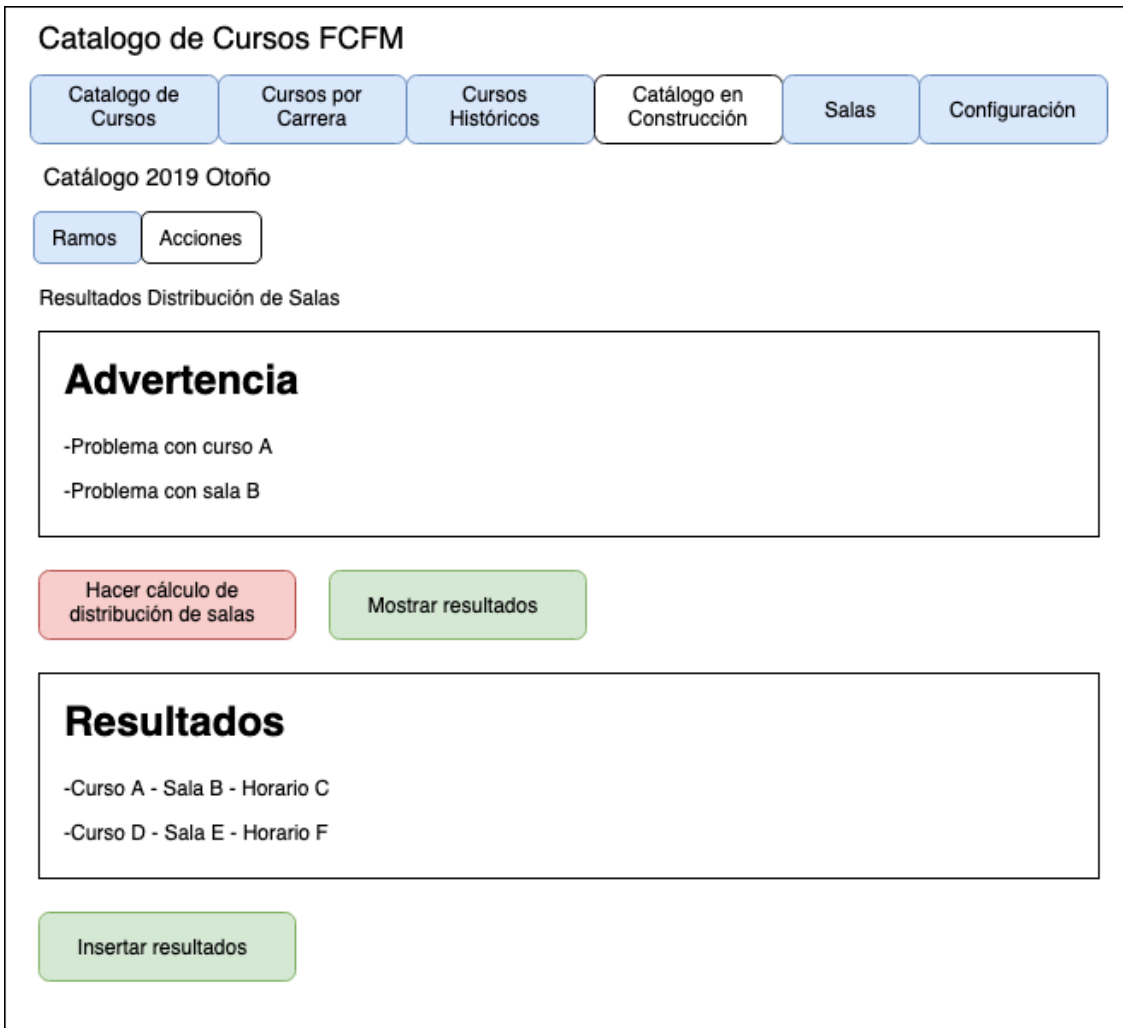 Catalogo de Cursos FCFM
Catalogo de
Cursos
Cursos por
Carrera
Cursos
Históricos
Catálogo en
Construcción
Salas
Configuración
Catálogo 2019 Otoño
Ramos
Acciones
Resultados Distribución de Salas
Advertencia
-Problema con curso A
-Problema con sala B
Hacer cálculo de
distribución de salas
Mostrar resultados
Resultados
-Curso A - Sala B - Horario C
-Curso D - Sala E - Horario F
Insertar resultados